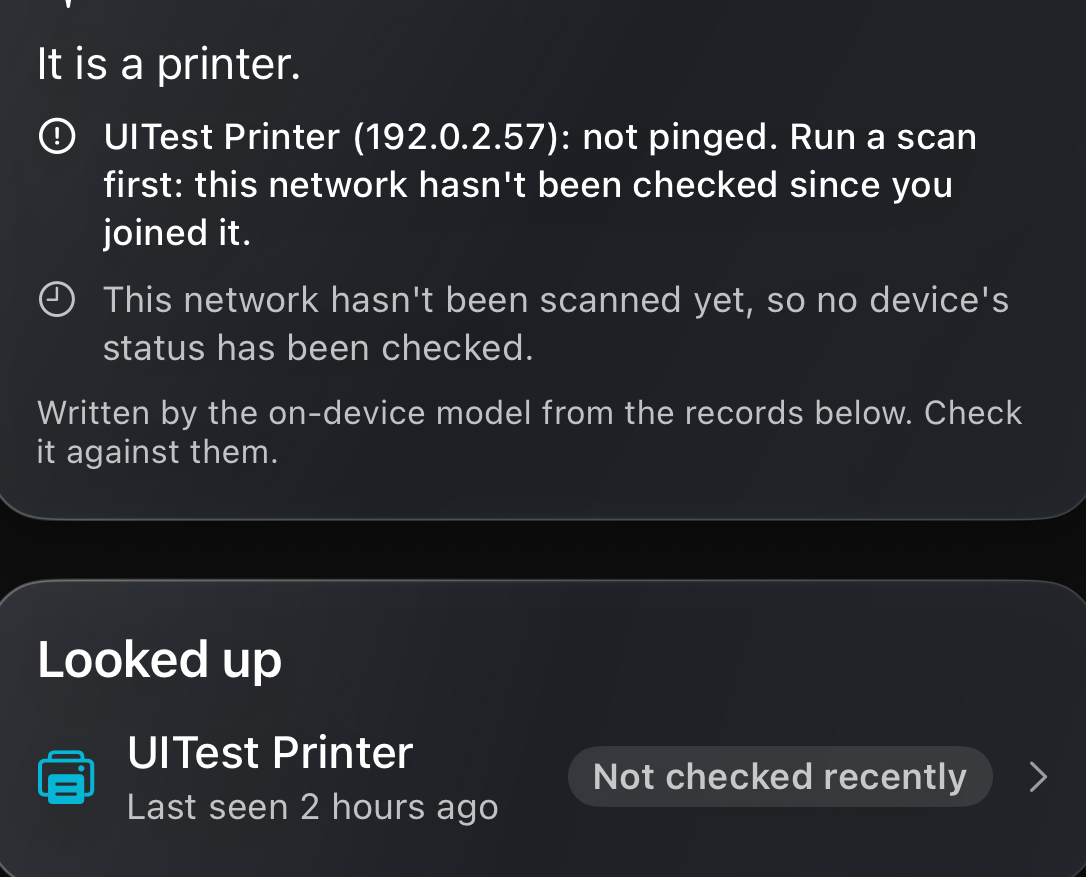 It is a printer.
UITest Printer (192.0.2.57): not pinged. Run a scan
first: this network hasn't been checked since you
joined it.
This network hasn't been scanned yet, so no device's
status has been checked.
Written by the on-device model from the records below. Check
it against them.
Looked up
UITest Printer
Not checked recently
Last seen 2 hours ago